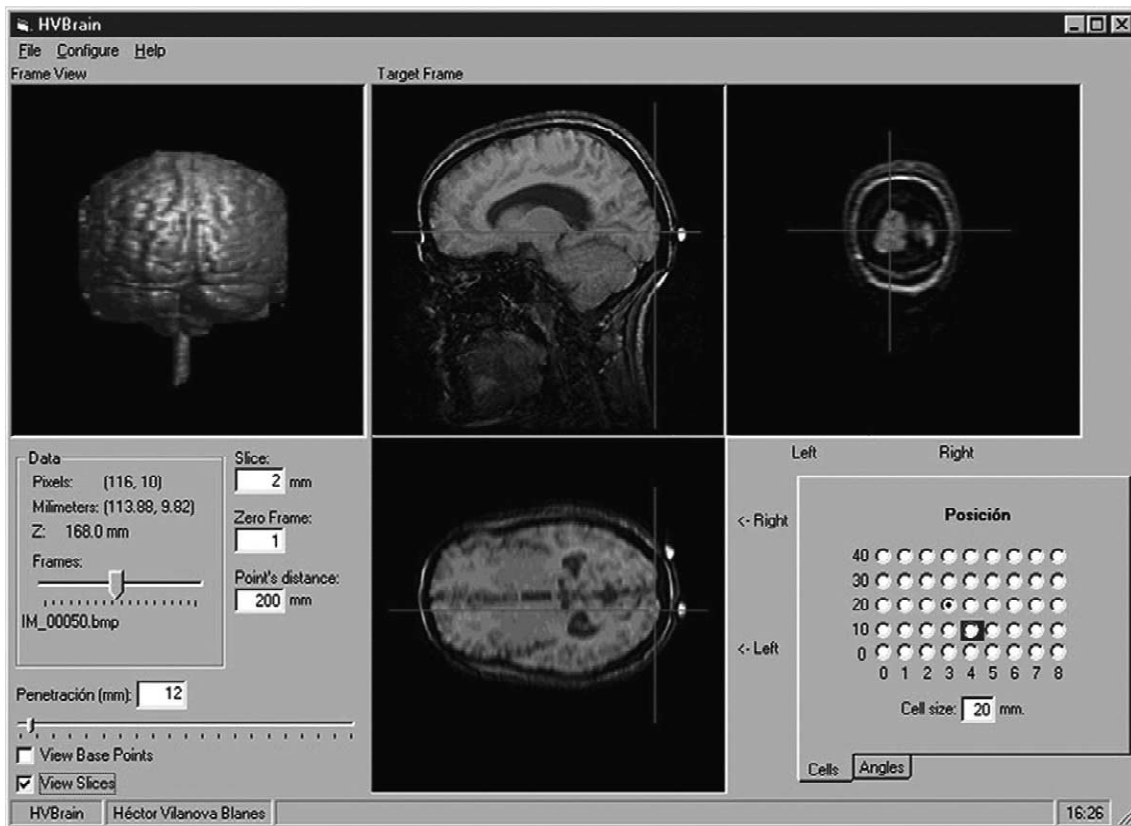 HVBrain
File Configure Help
Frame View
Target Frame
Left
Right
Data
Pixels: (116, 10)
Milimeters: (113.88, 9.82)
Z: 168.0 mm
Frames:
IM_00050.bmp
Slice:
2 mm
Zero Frame:
1
Point's distance:
200 mm
Penetración (mm): 12
View Base Points
View Slices
<- Right
<- Left
Posición
40
30
20
10
0
0 1 2 3 4 5 6 7 8
Cell size: 20 mm.
Cells Angles
HVBrain Héctor Vilanova Blanes 16:26